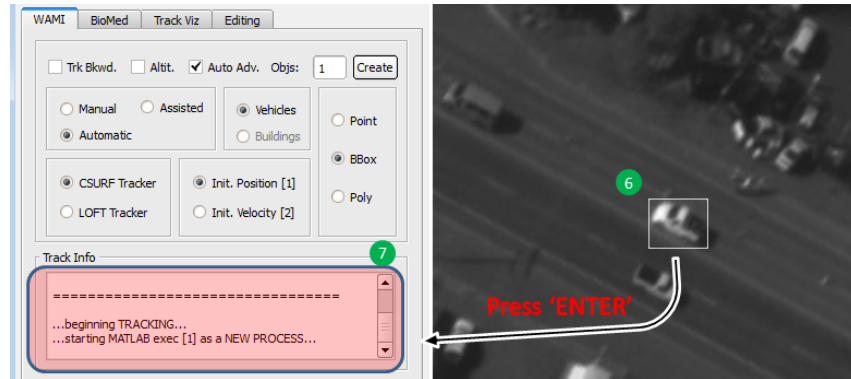 WAMI BioMed Track Viz Editing
Trk Bkwd. Altit. Auto Adv. Objs: 1 Create
Manual Assisted
Automatic
Vehicles
Buildings
Point
BBox
Poly
CSURF Tracker
LOFT Tracker
Init. Position [1]
Init. Velocity [2]
Track Info
7
=================================
...beginning TRACKING...
...starting MATLAB exec [1] as a NEW PROCESS...
6
Press 'ENTER'